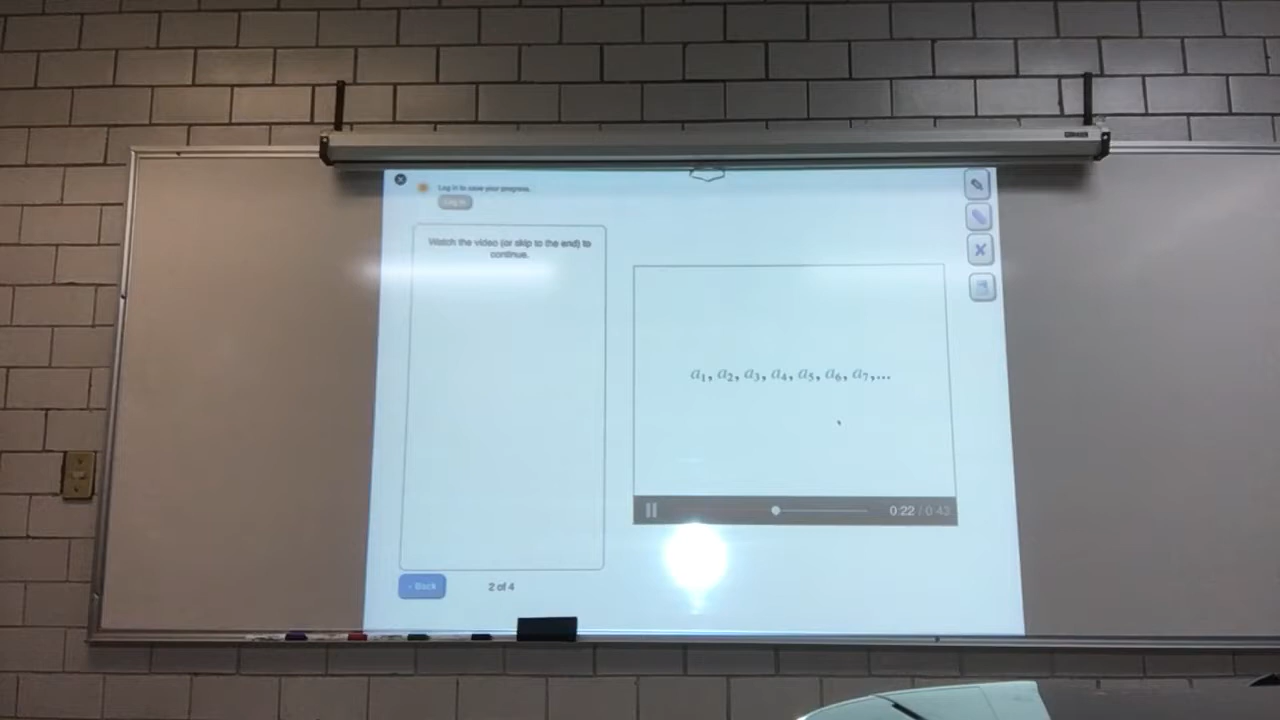 Log in to save your progress.
Log in
Watch the video (or skip to the end) to
continue.
a₁, a₂, a₃, a₄, a₅, a₆, a₇,...
0:22 / 0:43
‹ Back
2 of 4